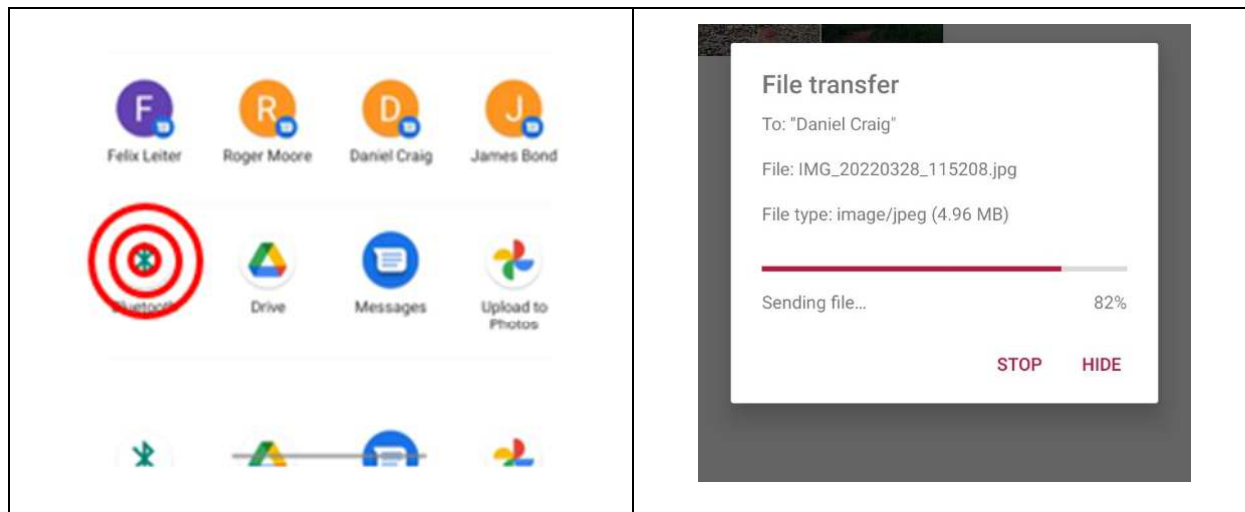 F R D J
Felix Leiter Roger Moore Daniel Craig James Bond
Bluetooth Drive Messages Upload to
Photos
File transfer
To: "Daniel Craig"
File: IMG_20220328_115208.jpg
File type: image/jpeg (4.96 MB)
Sending file... 82%
STOP HIDE